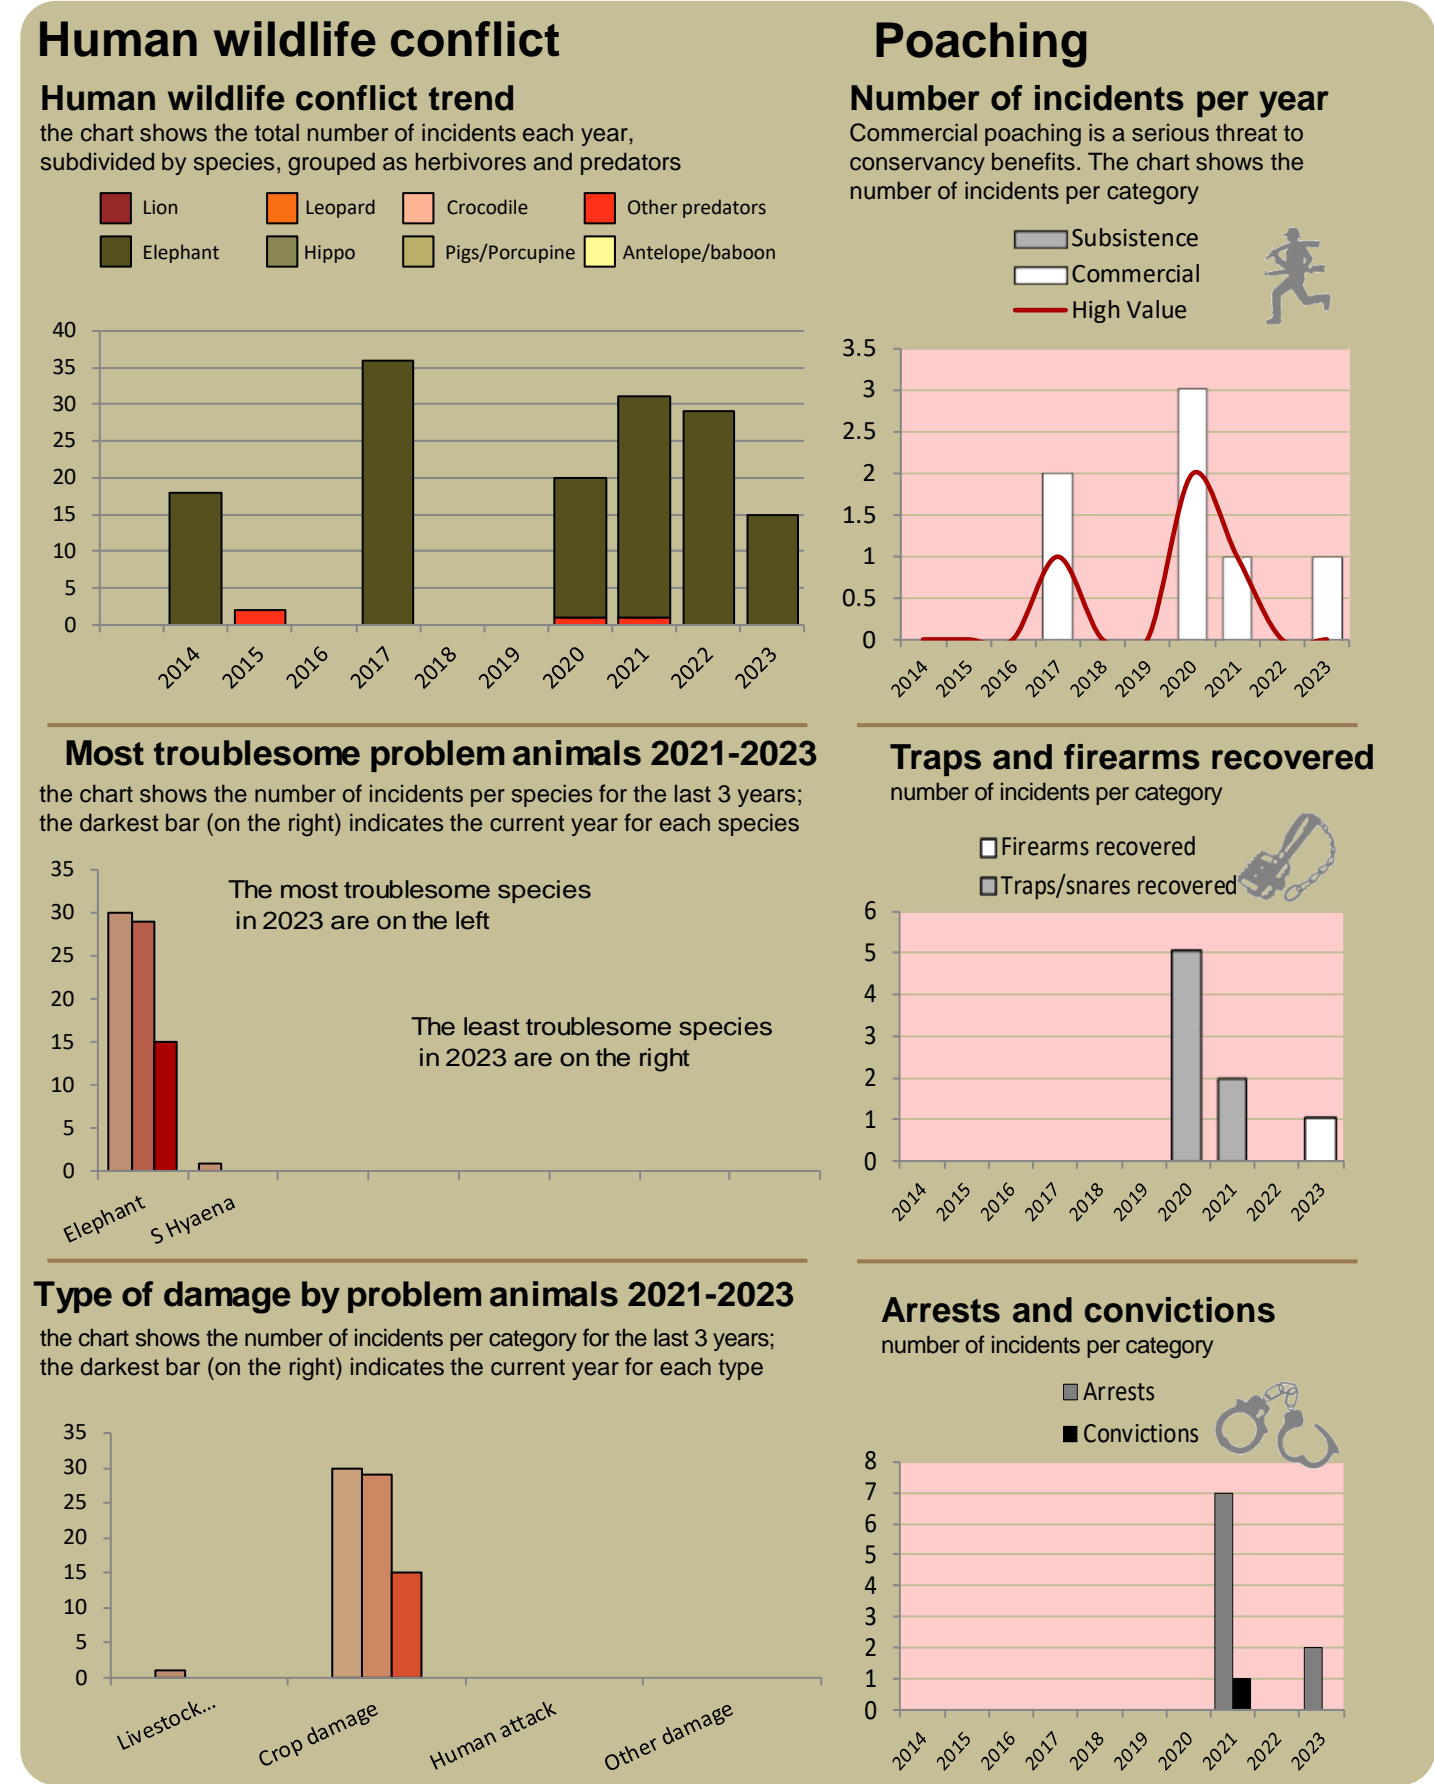 Human wildlife conflict
Human wildlife conflict trend
the chart shows the total number of incidents each year,
subdivided by species, grouped as herbivores and predators
Lion
Leopard
Crocodile
Other predators
Elephant
Hippo
Pigs/Porcupine
Antelope/baboon
40
35
30
25
20
15
10
5
0
2014
2015
2016
2017
2018
2019
2020
2021
2022
2023
Most troublesome problem animals 2021-2023
the chart shows the number of incidents per species for the last 3 years;
the darkest bar (on the right) indicates the current year for each species
The most troublesome species
in 2023 are on the left
The least troublesome species
in 2023 are on the right
35
30
25
20
15
10
5
0
Elephant
S Hyaena
Type of damage by problem animals 2021-2023
the chart shows the number of incidents per category for the last 3 years;
the darkest bar (on the right) indicates the current year for each type
35
30
25
20
15
10
5
0
Livestock...
Crop damage
Human attack
Other damage
Poaching
Number of incidents per year
Commercial poaching is a serious threat to
conservancy benefits. The chart shows the
number of incidents per category
Subsistence
Commercial
High Value
3.5
3
2.5
2
1.5
1
0.5
0
2014
2015
2016
2017
2018
2019
2020
2021
2022
2023
Traps and firearms recovered
number of incidents per category
Firearms recovered
Traps/snares recovered
6
5
4
3
2
1
0
2014
2015
2016
2017
2018
2019
2020
2021
2022
2023
Arrests and convictions
number of incidents per category
Arrests
Convictions
8
7
6
5
4
3
2
1
0
2014
2015
2016
2017
2018
2019
2020
2021
2022
2023